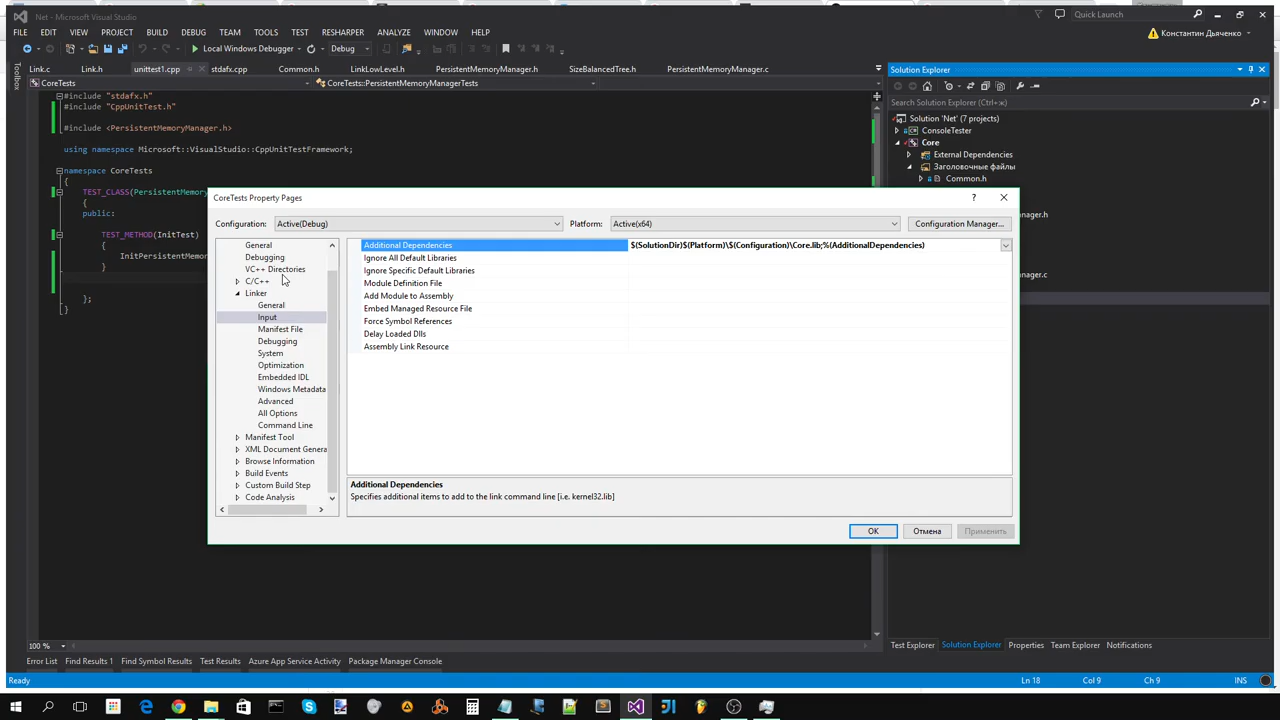 Net - Microsoft Visual Studio
Quick Launch
FILE EDIT VIEW PROJECT BUILD DEBUG TEAM TOOLS TEST RESHARPER ANALYZE WINDOW HELP
Константин Дьяченко
Local Windows Debugger Debug
Link.c Link.h unittest1.cpp stdafx.cpp Common.h LinkLowLevel.h PersistentMemoryManager.h SizeBalancedTree.h PersistentMemoryManager.c
Toolbox
CoreTests CoreTests::PersistentMemoryManagerTests
#include "stdafx.h"
#include "CppUnitTest.h"
#include <PersistentMemoryManager.h>
using namespace Microsoft::VisualStudio::CppUnitTestFramework;
namespace CoreTests
{
TEST_CLASS(PersistentMemory
{
public:
TEST_METHOD(InitTest)
{
InitPersistentMemor
}
};
}
100 %
Solution Explorer
Search Solution Explorer (Ctrl+ж)
Solution 'Net' (7 projects)
ConsoleTester
Core
External Dependencies
Заголовочные файлы
Common.h
nager.h
nager.c
CoreTests Property Pages
Configuration: Active(Debug) Platform: Active(x64) Configuration Manager...
General
Debugging
VC++ Directories
C/C++
Linker
General
Input
Manifest File
Debugging
System
Optimization
Embedded IDL
Windows Metadata
Advanced
All Options
Command Line
Manifest Tool
XML Document Genera
Browse Information
Build Events
Custom Build Step
Code Analysis
Additional Dependencies $(SolutionDir)$(Platform)\$(Configuration)\Core.lib;%(AdditionalDependencies)
Ignore All Default Libraries
Ignore Specific Default Libraries
Module Definition File
Add Module to Assembly
Embed Managed Resource File
Force Symbol References
Delay Loaded Dlls
Assembly Link Resource
Additional Dependencies
Specifies additional items to add to the link command line [i.e. kernel32.lib]
OK Отмена Применить
Test Explorer Solution Explorer Properties Team Explorer Notifications
Error List Find Results 1 Find Symbol Results Test Results Azure App Service Activity Package Manager Console
Ready Ln 18 Col 9 Ch 9 INS